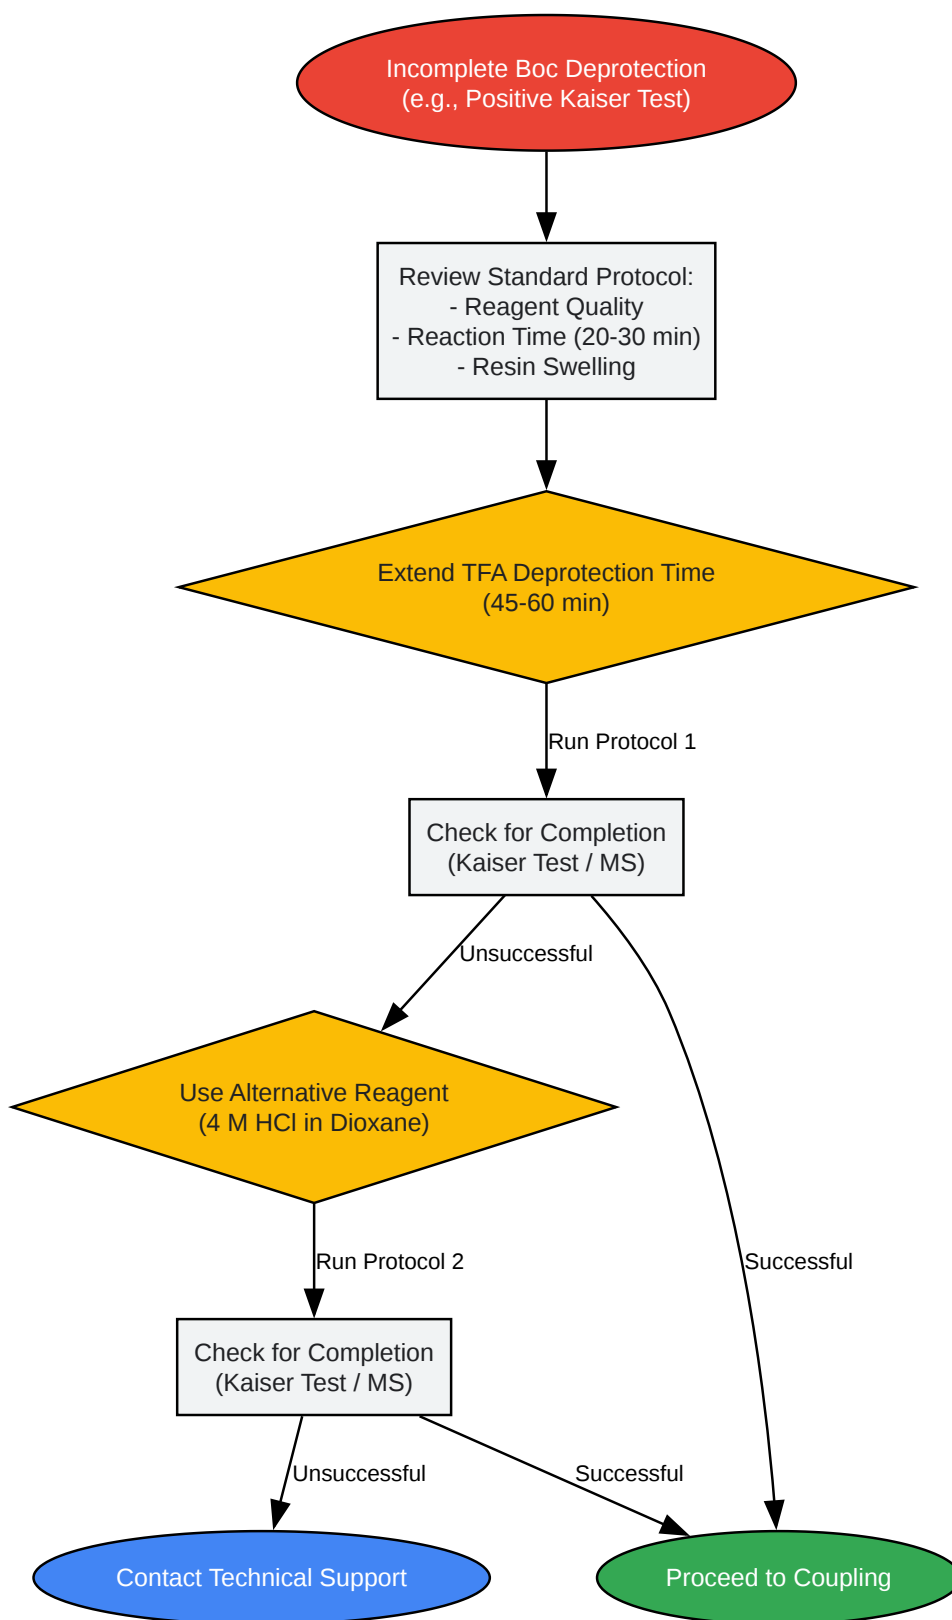 Incomplete Boc Deprotection
(e.g., Positive Kaiser Test)
Review Standard Protocol:
- Reagent Quality
- Reaction Time (20-30 min)
- Resin Swelling
Extend TFA Deprotection Time
(45-60 min)
Run Protocol 1
Check for Completion
(Kaiser Test / MS)
Unsuccessful
Use Alternative Reagent
(4 M HCl in Dioxane)
Run Protocol 2
Successful
Check for Completion
(Kaiser Test / MS)
Unsuccessful
Successful
Contact Technical Support
Proceed to Coupling